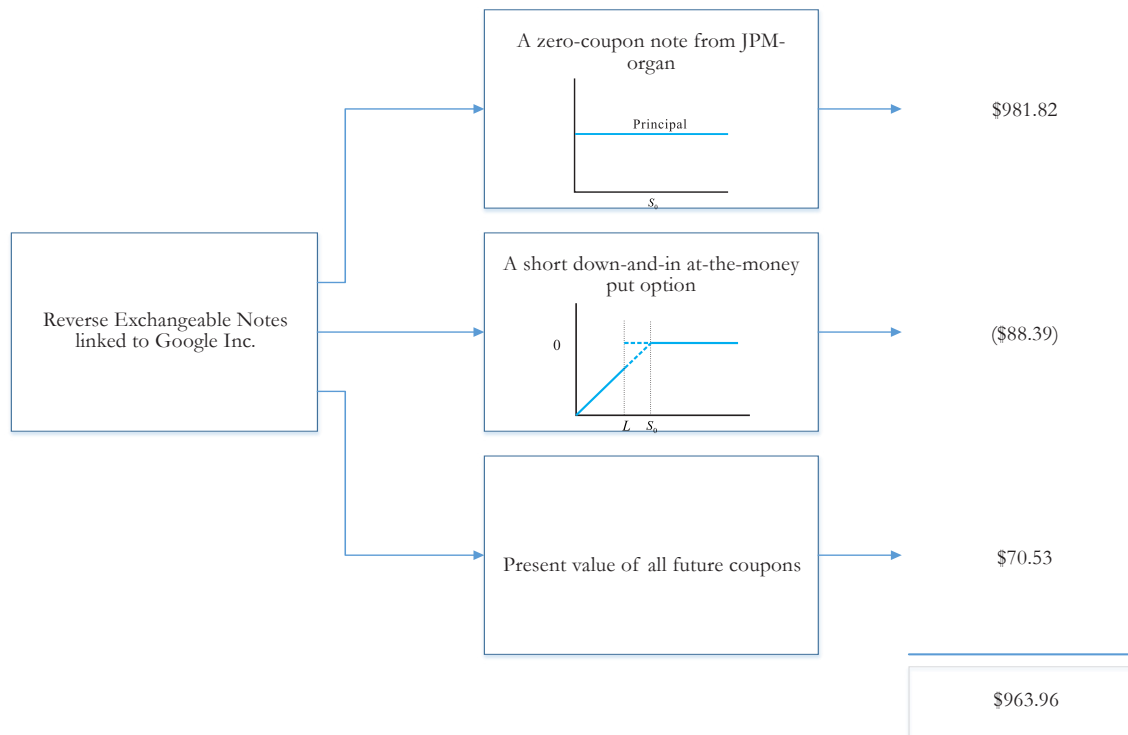 A zero-coupon note from JPM-
organ
Principal
S₀
$981.82
Reverse Exchangeable Notes
linked to Google Inc.
A short down-and-in at-the-money
put option
0
L S₀
($88.39)
Present value of all future coupons
$70.53
$963.96